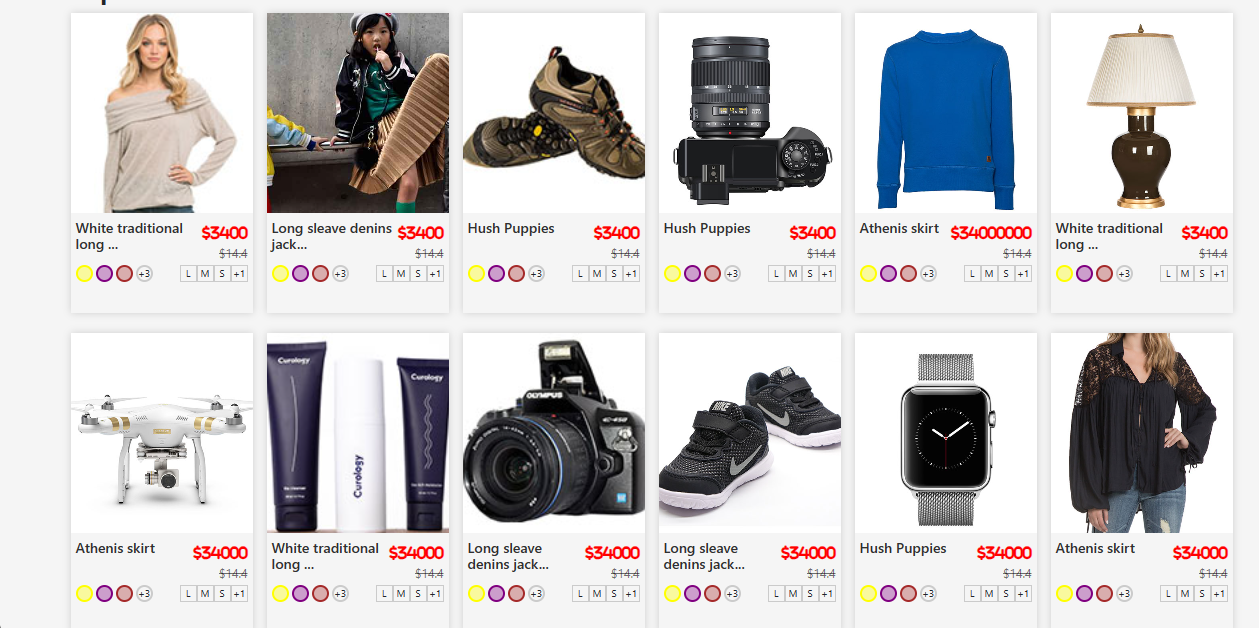 White traditional
long ...
$3400
$14.4
+3
L M S +1
Long sleave denins
jack...
$3400
$14.4
+3
L M S +1
Hush Puppies
$3400
$14.4
+3
L M S +1
Hush Puppies
$3400
$14.4
+3
L M S +1
Athenis skirt
$34000000
$14.4
+3
L M S +1
White traditional
long ...
$3400
$14.4
+3
L M S +1
Athenis skirt
$34000
$14.4
+3
L M S +1
Curology
Curology
Curology
White traditional
long ...
$34000
$14.4
+3
L M S +1
OLYMPUS
Long sleave
denins jack...
$34000
$14.4
+3
L M S +1
NIKE
NIKE
Long sleave
denins jack...
$34000
$14.4
+3
L M S +1
Hush Puppies
$34000
$14.4
+3
L M S +1
Athenis skirt
$34000
$14.4
+3
L M S +1